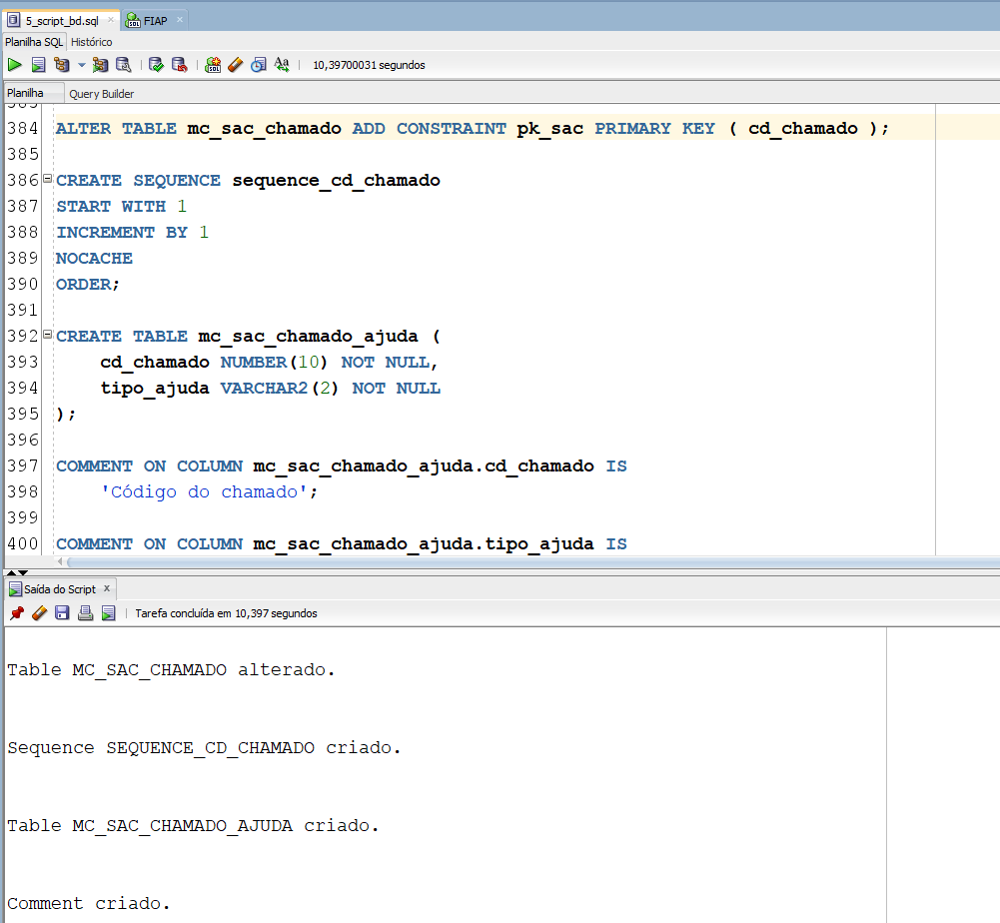 5_script_bd.sql FIAP
Planilha SQL Histórico
10,39700031 segundos
Planilha Query Builder
383
384 ALTER TABLE mc_sac_chamado ADD CONSTRAINT pk_sac PRIMARY KEY ( cd_chamado );
385
386 CREATE SEQUENCE sequence_cd_chamado
387 START WITH 1
388 INCREMENT BY 1
389 NOCACHE
390 ORDER;
391
392 CREATE TABLE mc_sac_chamado_ajuda (
393 cd_chamado NUMBER(10) NOT NULL,
394 tipo_ajuda VARCHAR2(2) NOT NULL
395 );
396
397 COMMENT ON COLUMN mc_sac_chamado_ajuda.cd_chamado IS
398 'Código do chamado';
399
400 COMMENT ON COLUMN mc_sac_chamado_ajuda.tipo_ajuda IS
Saída do Script x
Tarefa concluída em 10,397 segundos
Table MC_SAC_CHAMADO alterado.
Sequence SEQUENCE_CD_CHAMADO criado.
Table MC_SAC_CHAMADO_AJUDA criado.
Comment criado.